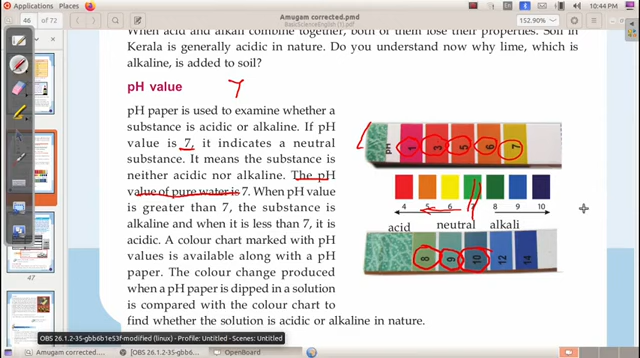 Places
Firefox
Amugam corrected.pmd
BasicScienceEnglish (1).pdf
10:44 PM
46
of 72
152.90%
When acid and alkali combine together, both of them lose their properties. Soil in
Kerala is generally acidic in nature. Do you understand now why lime, which is
alkaline, is added to soil?
pH value
pH paper is used to examine whether a
substance is acidic or alkaline. If pH
value is 7, it indicates a neutral
substance. It means the substance is
neither acidic nor alkaline. The pH
value of pure water is 7. When pH value
is greater than 7, the substance is
alkaline and when it is less than 7, it is
acidic. A colour chart marked with pH
values is available along with a pH
paper. The colour change produced
when a pH paper is dipped in a solution
is compared with the colour chart to
find whether the solution is acidic or alkaline in nature.
pH 1 3 5 6 7
4 5 6 7 8 9 10
acid neutral alkali
8 9 10 12 14
47
OBS 26.1.2-35-gbb6b1e53f-modified (linux) - Profile: Untitled - Scenes: Untitled
Amugam corrected....
OpenBoard